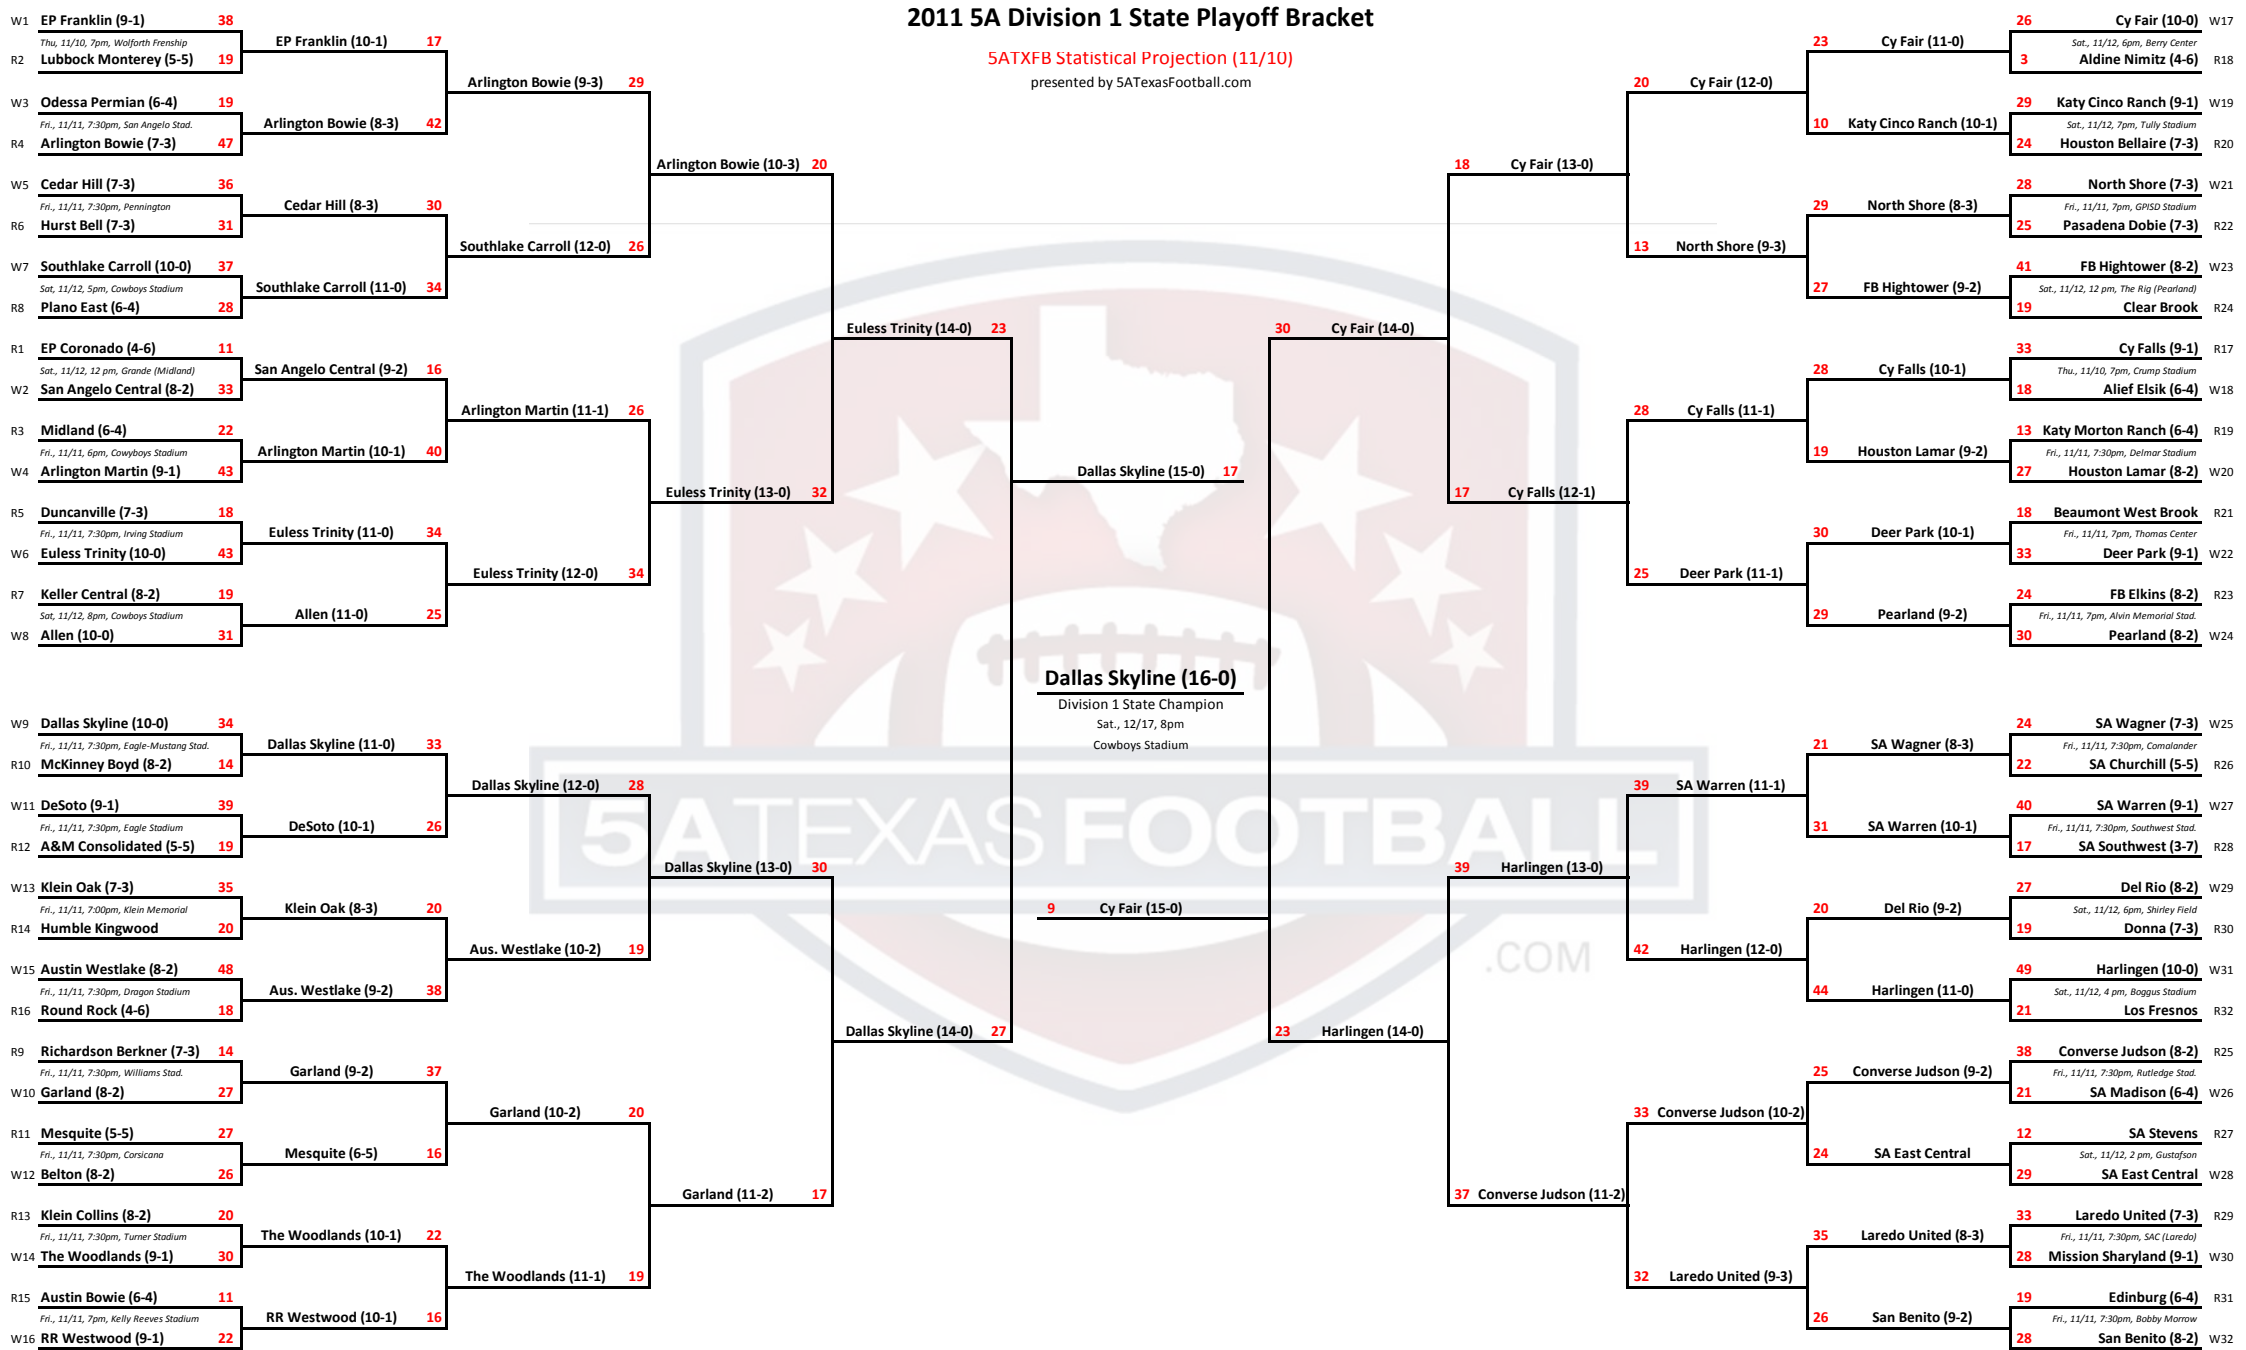 2011 5A Division 1 State Playoff Bracket
5ATXFB Statistical Projection (11/10)
presented by 5ATexasFootball.com
W1 EP Franklin (9-1) 38
Thu, 11/10, 7pm, Wolforth Frenship
R2 Lubbock Monterey (5-5) 19
W3 Odessa Permian (6-4) 19
Fri., 11/11, 7:30pm, San Angelo Stad.
R4 Arlington Bowie (7-3) 47
W5 Cedar Hill (7-3) 36
Fri., 11/11, 7:30pm, Pennington
R6 Hurst Bell (7-3) 31
W7 Southlake Carroll (10-0) 37
Sat, 11/12, 5pm, Cowboys Stadium
R8 Plano East (6-4) 28
R1 EP Coronado (4-6) 11
Sat., 11/12, 12 pm, Grande (Midland)
W2 San Angelo Central (8-2) 33
R3 Midland (6-4) 22
Fri., 11/11, 6pm, Cowyboys Stadium
W4 Arlington Martin (9-1) 43
R5 Duncanville (7-3) 18
Fri., 11/11, 7:30pm, Irving Stadium
W6 Euless Trinity (10-0) 43
R7 Keller Central (8-2) 19
Sat, 11/12, 8pm, Cowboys Stadium
W8 Allen (10-0) 31
W9 Dallas Skyline (10-0) 34
Fri., 11/11, 7:30pm, Eagle-Mustang Stad.
R10 McKinney Boyd (8-2) 14
W11 DeSoto (9-1) 39
Fri., 11/11, 7:30pm, Eagle Stadium
R12 A&M Consolidated (5-5) 19
W13 Klein Oak (7-3) 35
Fri., 11/11, 7:00pm, Klein Memorial
R14 Humble Kingwood 20
W15 Austin Westlake (8-2) 48
Fri., 11/11, 7:30pm, Dragon Stadium
R16 Round Rock (4-6) 18
R9 Richardson Berkner (7-3) 14
Fri., 11/11, 7:30pm, Williams Stad.
W10 Garland (8-2) 27
R11 Mesquite (5-5) 27
Fri., 11/11, 7:30pm, Corsicana
W12 Belton (8-2) 26
R13 Klein Collins (8-2) 20
Fri., 11/11, 7:30pm, Turner Stadium
W14 The Woodlands (9-1) 30
R15 Austin Bowie (6-4) 11
Fri., 11/11, 7pm, Kelly Reeves Stadium
W16 RR Westwood (9-1) 22
EP Franklin (10-1) 17
Arlington Bowie (8-3) 42
Cedar Hill (8-3) 30
Southlake Carroll (11-0) 34
San Angelo Central (9-2) 16
Arlington Martin (10-1) 40
Euless Trinity (11-0) 34
Allen (11-0) 25
Dallas Skyline (11-0) 33
DeSoto (10-1) 26
Klein Oak (8-3) 20
Aus. Westlake (9-2) 38
Garland (9-2) 37
Mesquite (6-5) 16
The Woodlands (10-1) 22
RR Westwood (10-1) 16
Arlington Bowie (9-3) 29
Southlake Carroll (12-0) 26
Arlington Martin (11-1) 26
Euless Trinity (12-0) 34
Dallas Skyline (12-0) 28
Aus. Westlake (10-2) 19
Garland (10-2) 20
The Woodlands (11-1) 19
Arlington Bowie (10-3) 20
Euless Trinity (13-0) 32
Dallas Skyline (13-0) 30
Garland (11-2) 17
Euless Trinity (14-0) 23
Dallas Skyline (14-0) 27
Dallas Skyline (15-0) 17
Dallas Skyline (16-0)
Division 1 State Champion
Sat., 12/17, 8pm
Cowboys Stadium
5ATEXAS FOOTBALL
.COM
9 Cy Fair (15-0)
30 Cy Fair (14-0)
23 Harlingen (14-0)
18 Cy Fair (13-0)
17 Cy Falls (12-1)
39 Harlingen (13-0)
37 Converse Judson (11-2)
20 Cy Fair (12-0)
13 North Shore (9-3)
28 Cy Falls (11-1)
25 Deer Park (11-1)
39 SA Warren (11-1)
42 Harlingen (12-0)
33 Converse Judson (10-2)
32 Laredo United (9-3)
23 Cy Fair (11-0)
10 Katy Cinco Ranch (10-1)
29 North Shore (8-3)
27 FB Hightower (9-2)
28 Cy Falls (10-1)
19 Houston Lamar (9-2)
30 Deer Park (10-1)
29 Pearland (9-2)
21 SA Wagner (8-3)
31 SA Warren (10-1)
20 Del Rio (9-2)
44 Harlingen (11-0)
25 Converse Judson (9-2)
24 SA East Central
35 Laredo United (8-3)
26 San Benito (9-2)
26 Cy Fair (10-0) W17
Sat., 11/12, 6pm, Berry Center
3 Aldine Nimitz (4-6) R18
29 Katy Cinco Ranch (9-1) W19
Sat., 11/12, 7pm, Tully Stadium
24 Houston Bellaire (7-3) R20
28 North Shore (7-3) W21
Fri., 11/11, 7pm, GPISD Stadium
25 Pasadena Dobie (7-3) R22
41 FB Hightower (8-2) W23
Sat., 11/12, 12 pm, The Rig (Pearland)
19 Clear Brook R24
33 Cy Falls (9-1) R17
Thu., 11/10, 7pm, Crump Stadium
18 Alief Elsik (6-4) W18
13 Katy Morton Ranch (6-4) R19
Fri., 11/11, 7:30pm, Delmar Stadium
27 Houston Lamar (8-2) W20
18 Beaumont West Brook R21
Fri., 11/11, 7pm, Thomas Center
33 Deer Park (9-1) W22
24 FB Elkins (8-2) R23
Fri., 11/11, 7pm, Alvin Memorial Stad.
30 Pearland (8-2) W24
24 SA Wagner (7-3) W25
Fri., 11/11, 7:30pm, Comalander
22 SA Churchill (5-5) R26
40 SA Warren (9-1) W27
Fri., 11/11, 7:30pm, Southwest Stad.
17 SA Southwest (3-7) R28
27 Del Rio (8-2) W29
Sat., 11/12, 6pm, Shirley Field
19 Donna (7-3) R30
49 Harlingen (10-0) W31
Sat., 11/12, 4 pm, Boggus Stadium
21 Los Fresnos R32
38 Converse Judson (8-2) R25
Fri., 11/11, 7:30pm, Rutledge Stad.
21 SA Madison (6-4) W26
12 SA Stevens R27
Sat., 11/12, 2 pm, Gustafson
29 SA East Central W28
33 Laredo United (7-3) R29
Fri., 11/11, 7:30pm, SAC (Laredo)
28 Mission Sharyland (9-1) W30
19 Edinburg (6-4) R31
Fri., 11/11, 7:30pm, Bobby Morrow
28 San Benito (8-2) W32